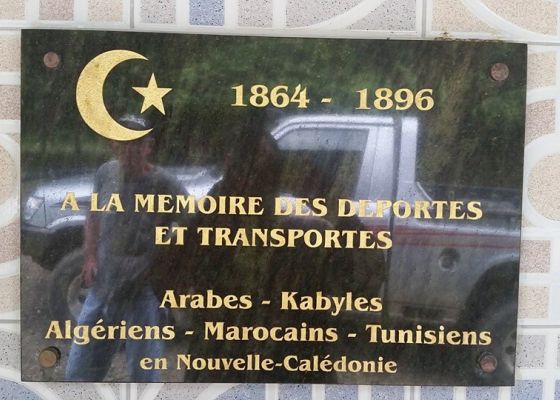 1864 - 1896
A LA MEMOIRE DES DEPORTES
ET TRANSPORTES
Arabes - Kabyles
Algériens - Marocains - Tunisiens
en Nouvelle-Calédonie